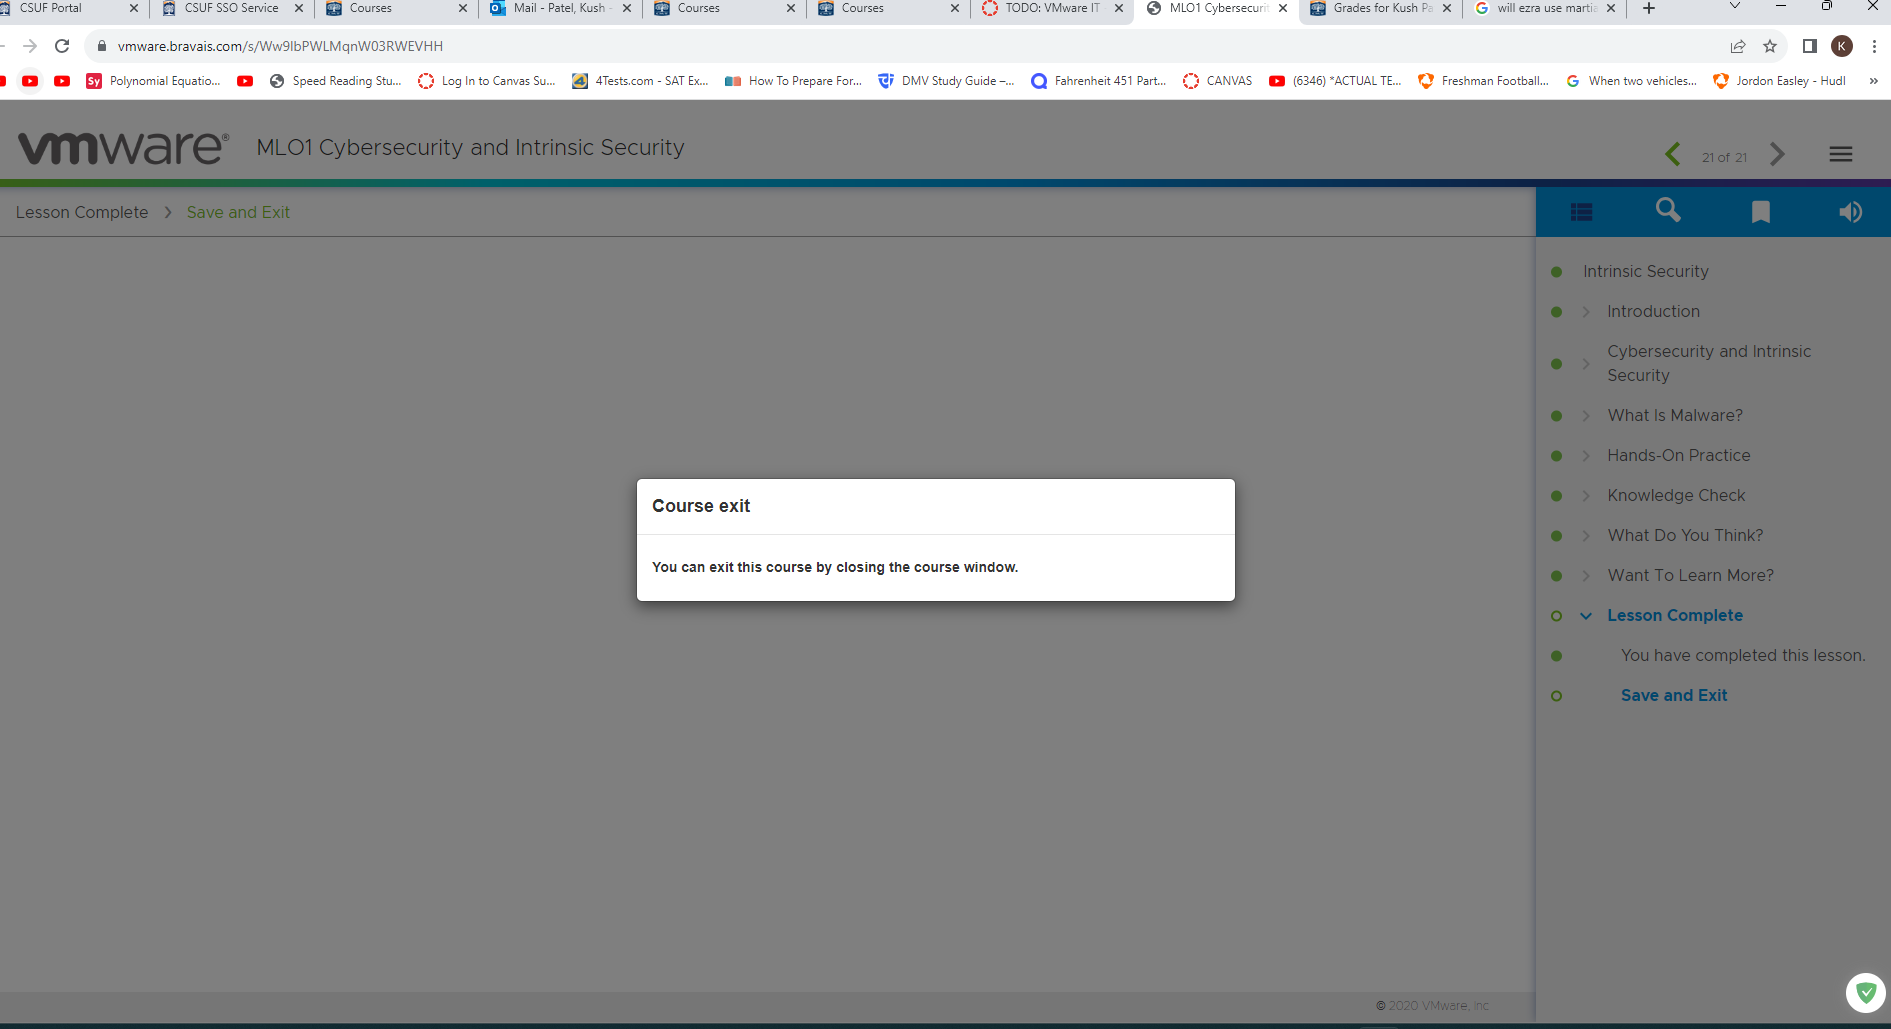 CSUF Portal
CSUF SSO Service
Courses
Mail - Patel, Kush -
Courses
Courses
TODO: VMware IT
MLO1 Cybersecurit
Grades for Kush Pa
will ezra use martia
vmware.bravais.com/s/Ww9IbPWLMqnW03RWEVHH
K
Sy Polynomial Equatio...
Speed Reading Stu...
Log In to Canvas Su...
4Tests.com - SAT Ex...
How To Prepare For...
DMV Study Guide –...
Fahrenheit 451 Part...
CANVAS
(6346) *ACTUAL TE...
Freshman Football...
When two vehicles...
Jordon Easley - Hudl
»
vmware®
MLO1 Cybersecurity and Intrinsic Security
21 of 21
Lesson Complete > Save and Exit
Intrinsic Security
Introduction
Cybersecurity and Intrinsic
Security
What Is Malware?
Hands-On Practice
Knowledge Check
What Do You Think?
Want To Learn More?
Lesson Complete
You have completed this lesson.
Save and Exit
Course exit
You can exit this course by closing the course window.
© 2020 VMware, Inc